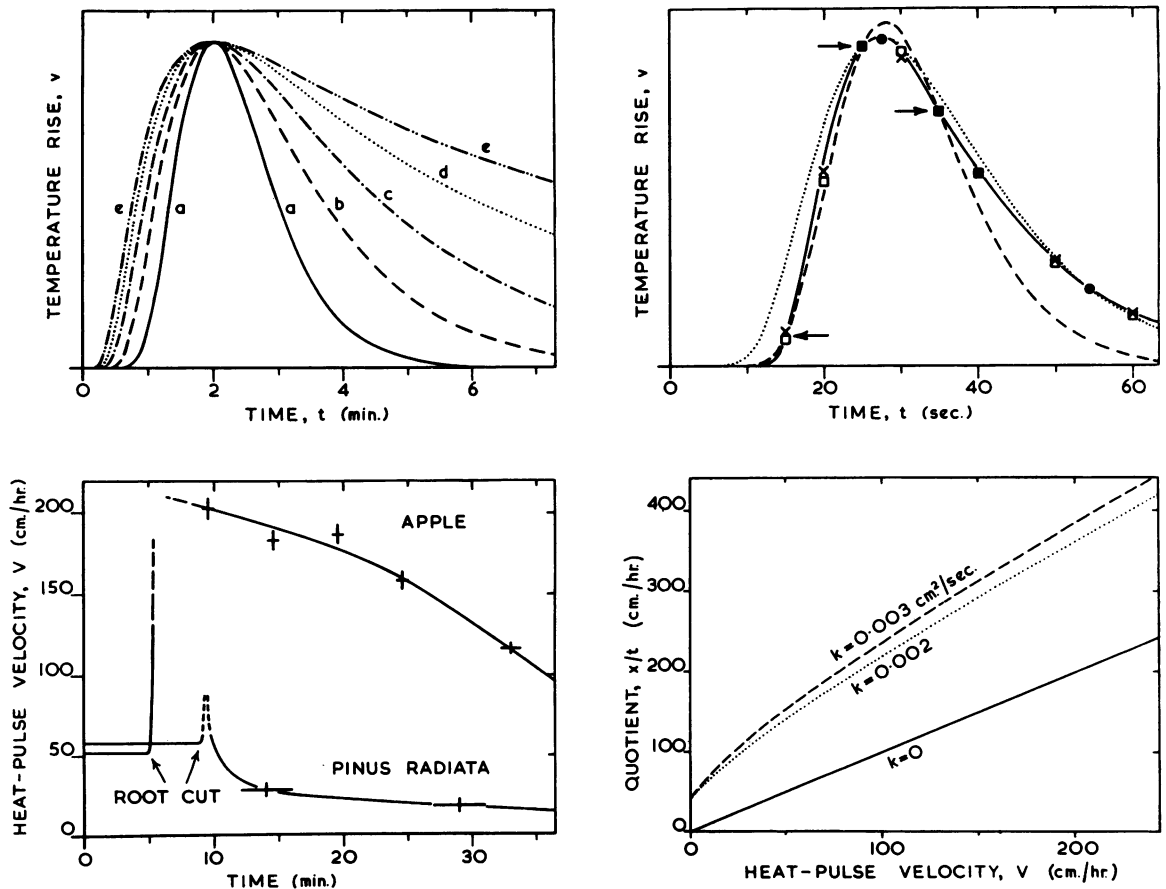 TEMPERATURE RISE, v
e
a
a
b
c
d
e
0
2
4
6
TIME, t (min.)
TEMPERATURE RISE, v
0
20
40
60
TIME, t (sec.)
HEAT-PULSE VELOCITY, V (cm./hr.)
200
150
100
50
0
APPLE
PINUS RADIATA
ROOT CUT
0
10
20
30
TIME (min.)
QUOTIENT, x/t (cm./hr.)
400
300
200
100
0
k=0·003 cm²/sec.
k=0·002
k=0
0
100
200
HEAT-PULSE VELOCITY, V (cm./hr.)